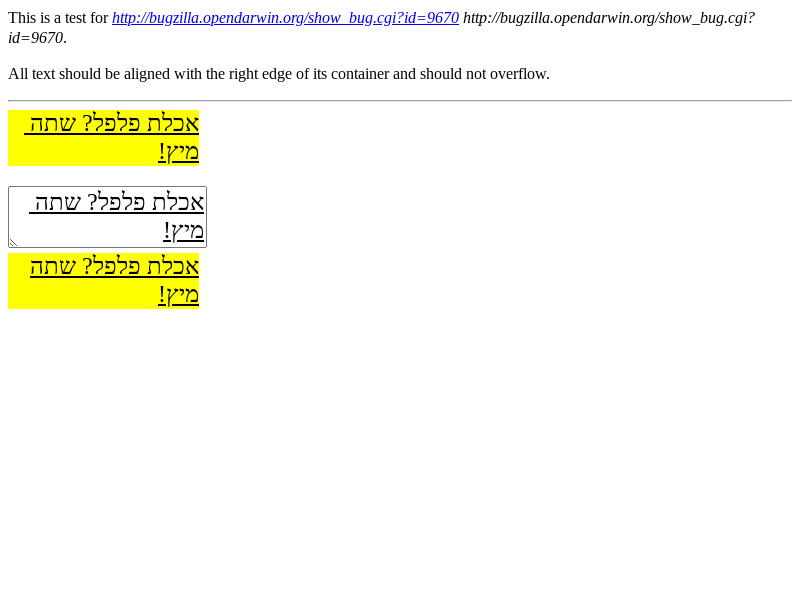 This is a test for http://bugzilla.opendarwin.org/show_bug.cgi?id=9670 http://bugzilla.opendarwin.org/show_bug.cgi?
id=9670.
All text should be aligned with the right edge of its container and should not overflow.
אכלת פלפל? שתה
מיץ!
אכלת פלפל? שתה
מיץ!
אכלת פלפל? שתה
מיץ!